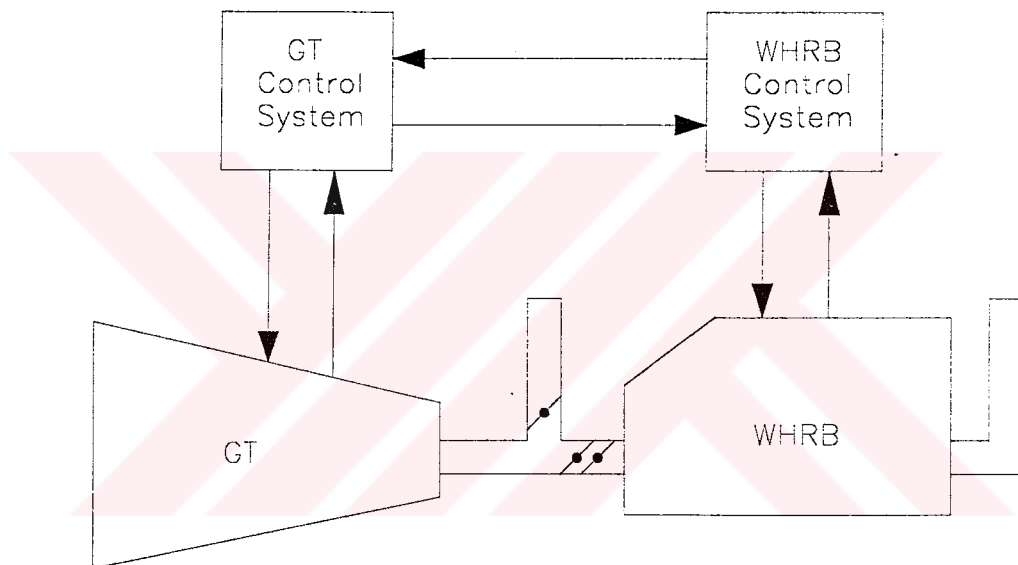 GT
Control
System
WHRB
Control
System
GT
WHRB